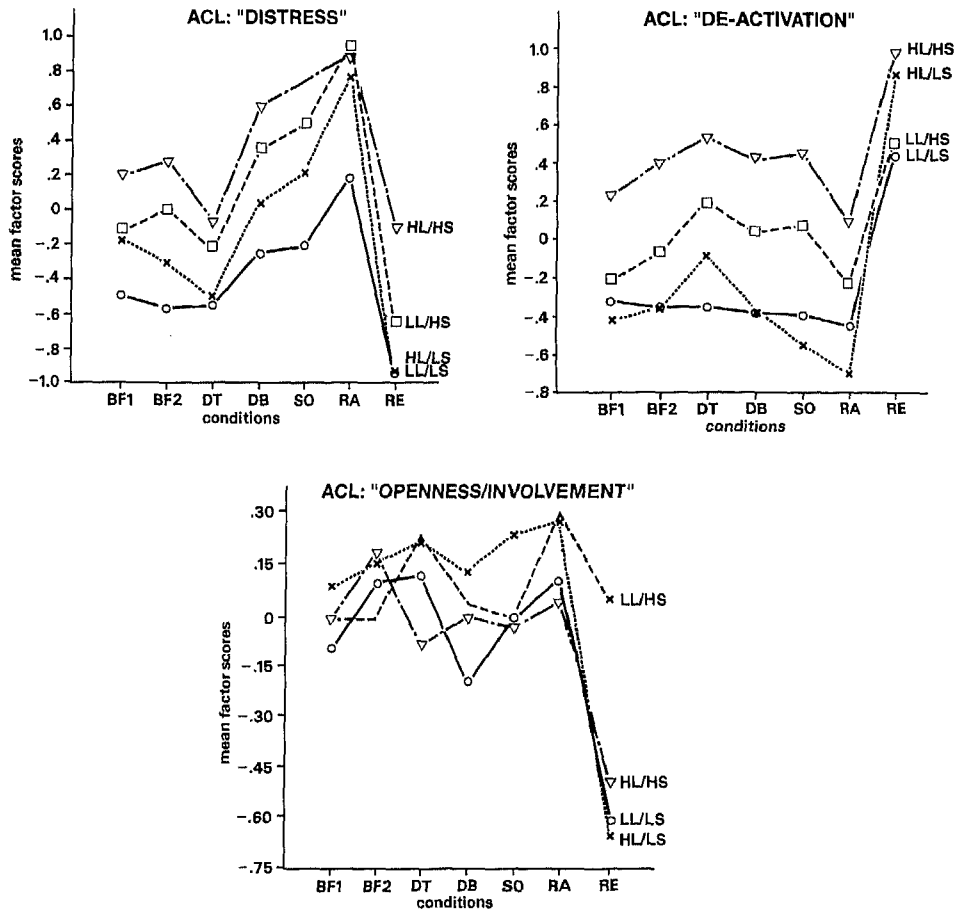 ACL: "DISTRESS"
1.0
.8
.6
.4
.2
0
-.2
-.4
-.6
-.8
-1.0
mean factor scores
HL/HS
LL/HS
HL/LS
LL/LS
BF1 BF2 DT DB SO RA RE
conditions
ACL: "DE-ACTIVATION"
1.0
.8
.6
.4
.2
0
-.2
-.4
-.6
-.8
mean factor scores
HL/HS
HL/LS
LL/HS
LL/LS
BF1 BF2 DT DB SO RA RE
conditions
ACL: "OPENNESS/INVOLVEMENT"
.30
.15
0
-.15
-.30
-.45
-.60
-.75
mean factor scores
LL/HS
HL/HS
LL/LS
HL/LS
BF1 BF2 DT DB SO RA RE
conditions